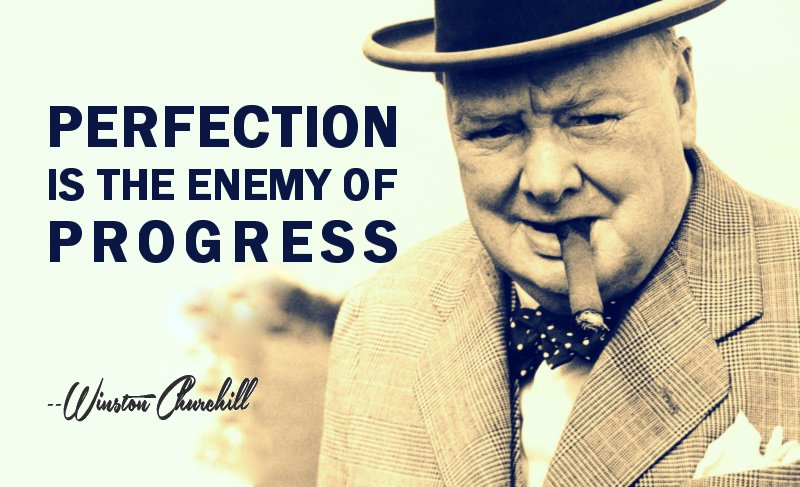 PERFECTION
IS THE ENEMY OF
PROGRESS
--Winston Churchill